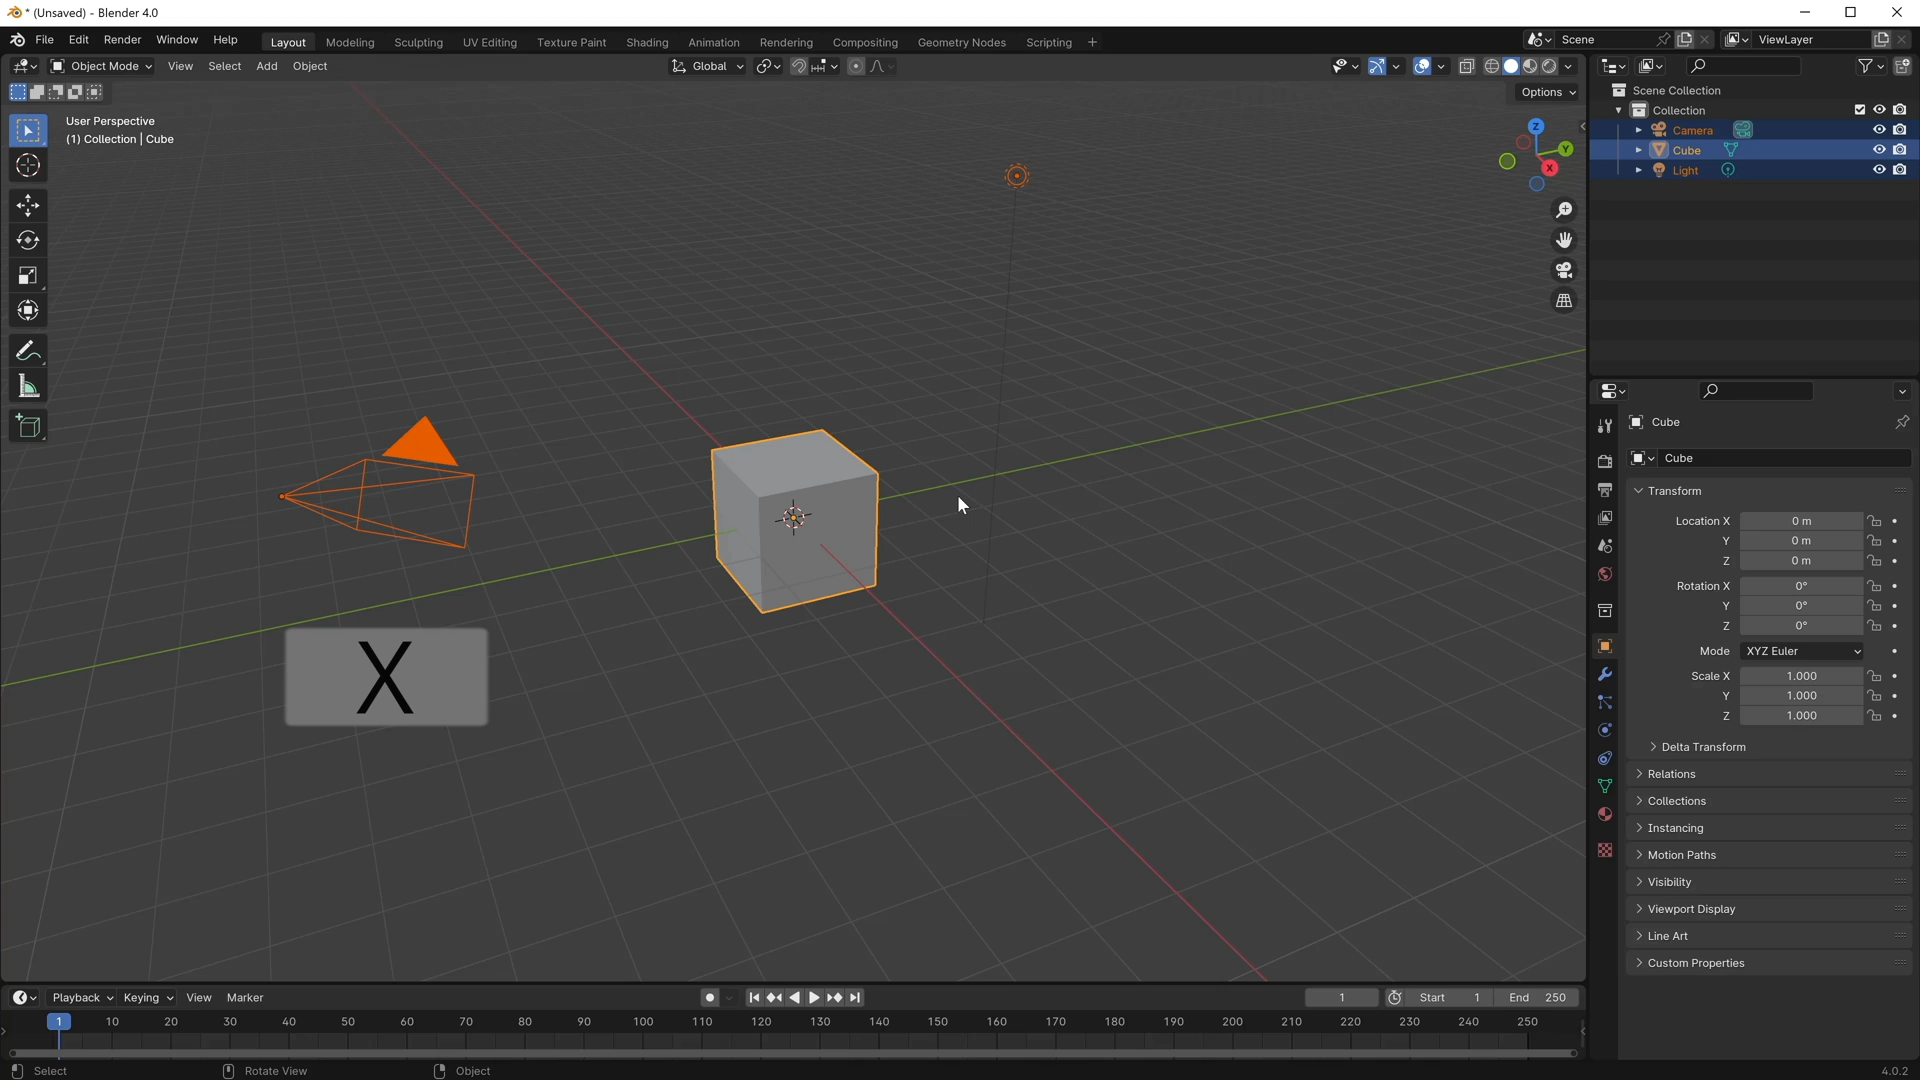 * (Unsaved) - Blender 4.0
File Edit Render Window Help Layout Modeling Sculpting UV Editing Texture Paint Shading Animation Rendering Compositing Geometry Nodes Scripting + Scene ViewLayer
Object Mode View Select Add Object Global
Options
User Perspective
(1) Collection | Cube
Z
Y
X
Scene Collection
Collection
Camera
Cube
Light
Cube
Cube
Transform
Location X 0 m
Y 0 m
Z 0 m
Rotation X 0°
Y 0°
Z 0°
Mode XYZ Euler
Scale X 1.000
Y 1.000
Z 1.000
Delta Transform
Relations
Collections
Instancing
Motion Paths
Visibility
Viewport Display
Line Art
Custom Properties
X
Playback Keying View Marker 1 Start 1 End 250
1 10 20 30 40 50 60 70 80 90 100 110 120 130 140 150 160 170 180 190 200 210 220 230 240 250
Select Rotate View Object 4.0.2